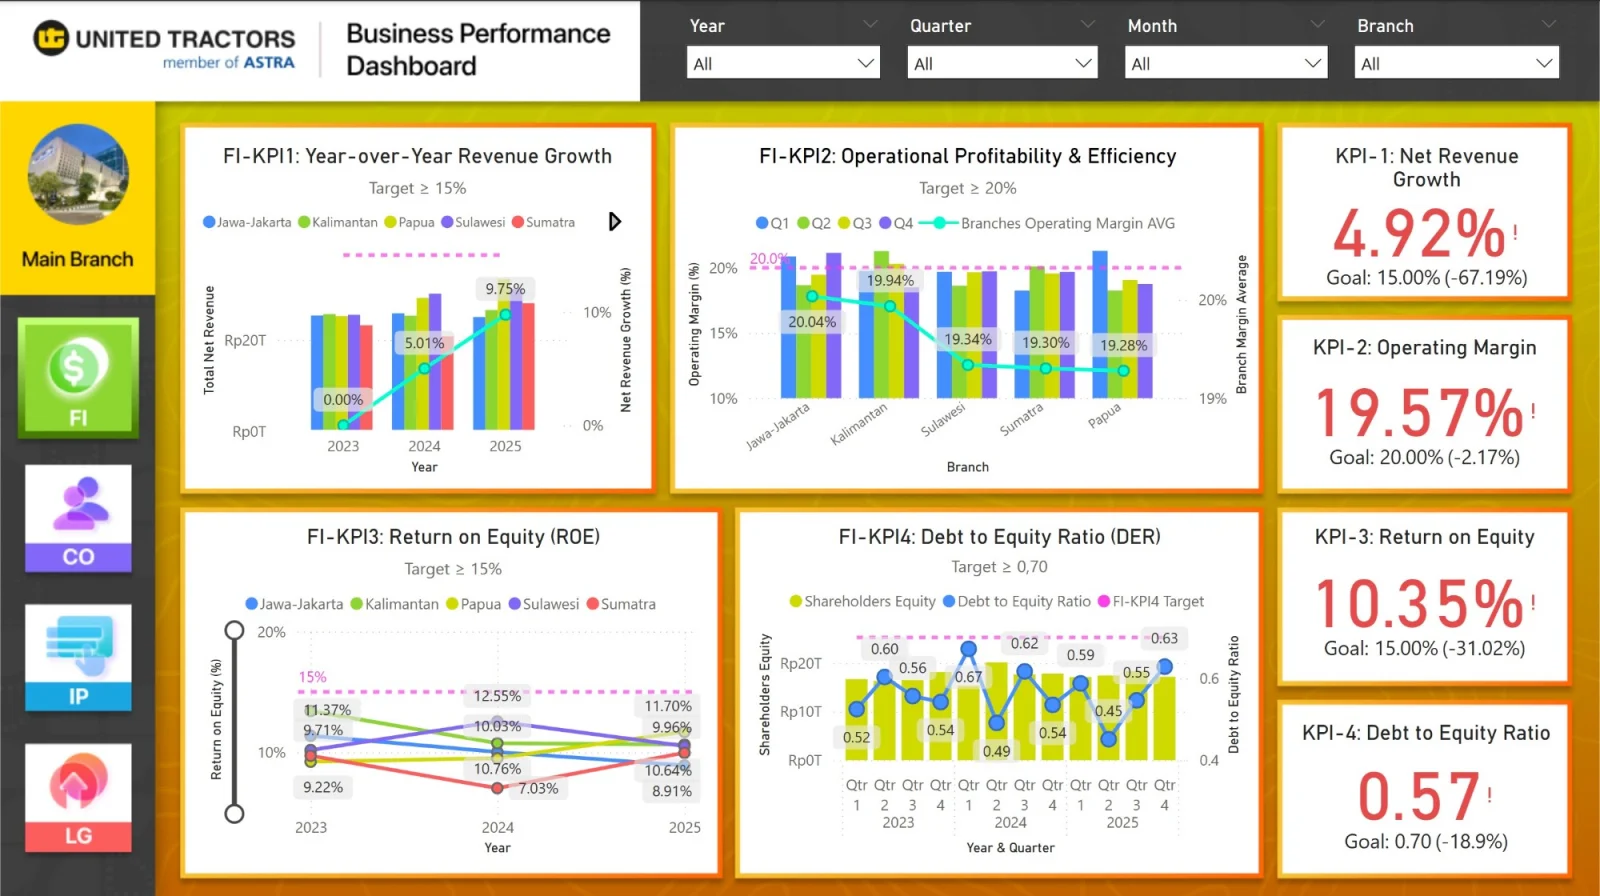 UNITED TRACTORS
member of ASTRA
Business Performance
Dashboard
Year
All
Quarter
All
Month
All
Branch
All
Main Branch
FI
CO
IP
LG
FI-KPI1: Year-over-Year Revenue Growth
Target ≥ 15%
Jawa-Jakarta Kalimantan Papua Sulawesi Sumatra
Total Net Revenue
Rp20T
Rp0T
0.00%
5.01%
9.75%
10%
0%
Net Revenue Growth (%)
2023 2024 2025
Year
FI-KPI2: Operational Profitability & Efficiency
Target ≥ 20%
Q1 Q2 Q3 Q4 Branches Operating Margin AVG
Operating Margin (%)
20%
15%
10%
20.0%
20.04%
19.94%
19.34%
19.30%
19.28%
20%
19%
Branch Margin Average
Jawa-Jakarta Kalimantan Sulawesi Sumatra Papua
Branch
KPI-1: Net Revenue
Growth
4.92%!
Goal: 15.00% (-67.19%)
KPI-2: Operating Margin
19.57%!
Goal: 20.00% (-2.17%)
FI-KPI3: Return on Equity (ROE)
Target ≥ 15%
Jawa-Jakarta Kalimantan Papua Sulawesi Sumatra
Return on Equity (%)
20%
10%
15%
11.37%
9.71%
9.22%
12.55%
10.03%
10.76%
7.03%
11.70%
9.96%
10.64%
8.91%
2023 2024 2025
Year
FI-KPI4: Debt to Equity Ratio (DER)
Target ≥ 0,70
Shareholders Equity Debt to Equity Ratio FI-KPI4 Target
Shareholders Equity
Rp20T
Rp10T
Rp0T
0.52
0.60
0.56
0.54
0.67
0.49
0.62
0.54
0.59
0.45
0.55
0.63
0.6
0.4
Debt to Equity Ratio
Qtr Qtr Qtr Qtr Qtr Qtr Qtr Qtr Qtr Qtr Qtr Qtr
1 2 3 4 1 2 3 4 1 2 3 4
2023 2024 2025
Year & Quarter
KPI-3: Return on Equity
10.35%!
Goal: 15.00% (-31.02%)
KPI-4: Debt to Equity Ratio
0.57!
Goal: 0.70 (-18.9%)